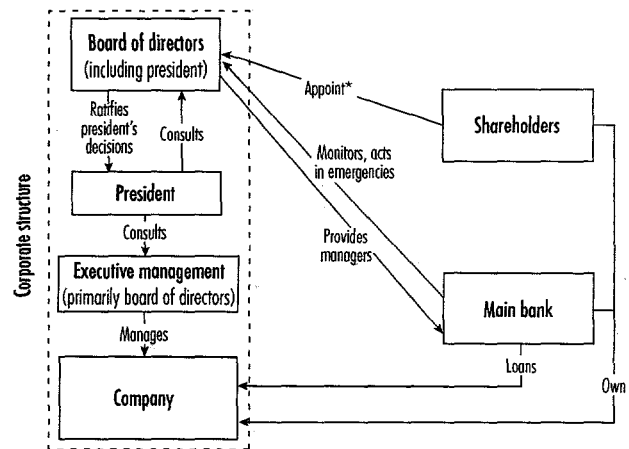 Board of directors
(including president)
Appoint*
Shareholders
Ratifies
president's
decisions
Consults
Monitors, acts
in emergencies
President
Consults
Provides
managers
Executive management
(primarily board of directors)
Main bank
Manages
Loans
Company
Own
Corporate structure